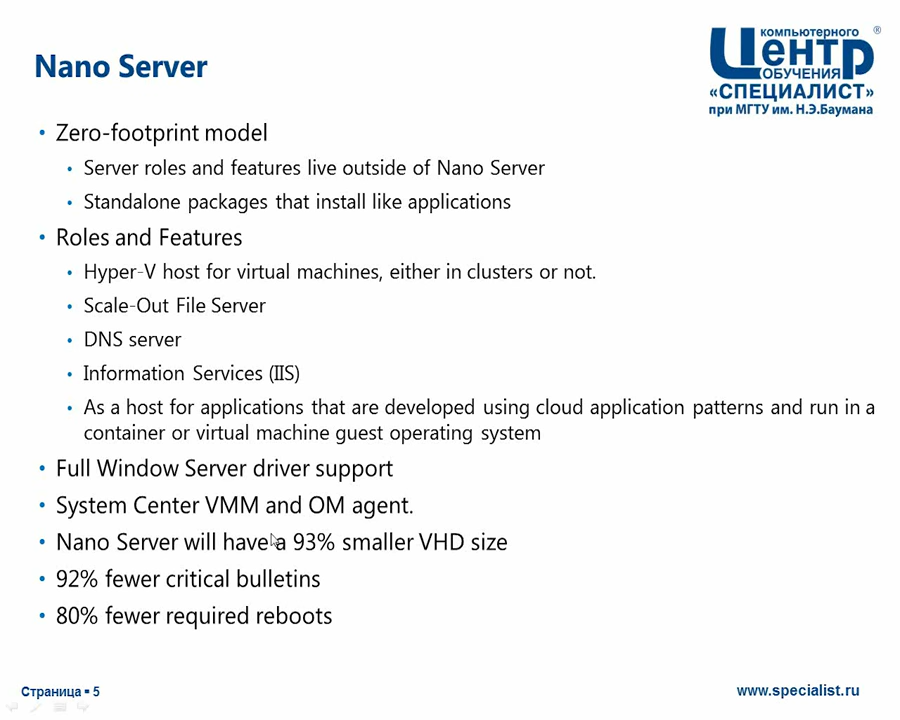 Nano Server
компьютерного
Центр
ОБУЧЕНИЯ
«СПЕЦИАЛИСТ»
при МГТУ им. Н.Э.Баумана
®
• Zero-footprint model
• Server roles and features live outside of Nano Server
• Standalone packages that install like applications
• Roles and Features
• Hyper-V host for virtual machines, either in clusters or not.
• Scale-Out File Server
• DNS server
• Information Services (IIS)
• As a host for applications that are developed using cloud application patterns and run in a
container or virtual machine guest operating system
• Full Window Server driver support
• System Center VMM and OM agent.
• Nano Server will have a 93% smaller VHD size
• 92% fewer critical bulletins
• 80% fewer required reboots
Страница ▪ 5
www.specialist.ru